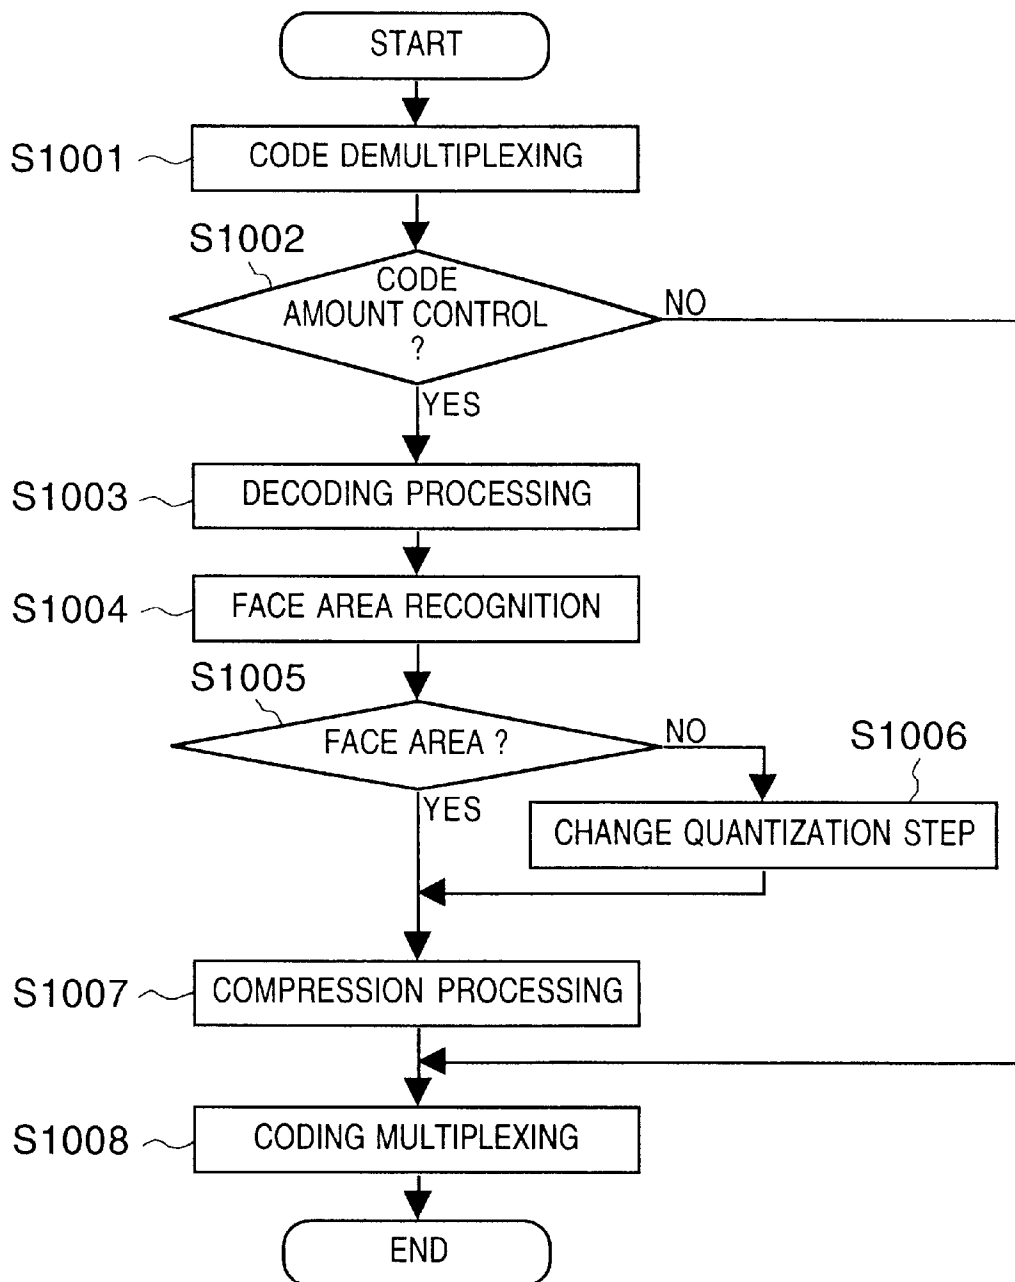 START
S1001
CODE DEMULTIPLEXING
S1002
CODE
AMOUNT CONTROL
?
NO
YES
S1003
DECODING PROCESSING
S1004
FACE AREA RECOGNITION
S1005
FACE AREA ?
NO
S1006
YES
CHANGE QUANTIZATION STEP
S1007
COMPRESSION PROCESSING
S1008
CODING MULTIPLEXING
END